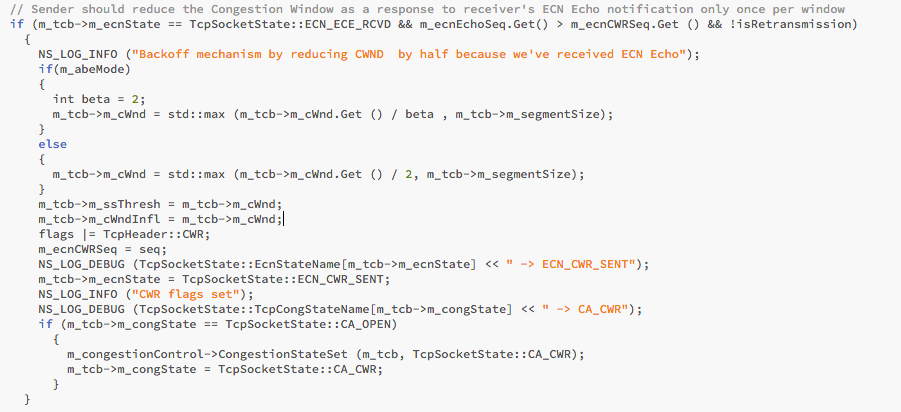 // Sender should reduce the Congestion Window as a response to receiver's ECN Echo notification only once per window
if (m_tcb->m_ecnState == TcpSocketState::ECN_ECE_RCVD && m_ecnEchoSeq.Get() > m_ecnCWRSeq.Get () && !isRetransmission)
{
NS_LOG_INFO ("Backoff mechanism by reducing CWND  by half because we've received ECN Echo");
if(m_abeMode)
{
int beta = 2;
m_tcb->m_cWnd = std::max (m_tcb->m_cWnd.Get () / beta , m_tcb->m_segmentSize);
}
else
{
m_tcb->m_cWnd = std::max (m_tcb->m_cWnd.Get () / 2, m_tcb->m_segmentSize);
}
m_tcb->m_ssThresh = m_tcb->m_cWnd;
m_tcb->m_cWndInfl = m_tcb->m_cWnd;
flags |= TcpHeader::CWR;
m_ecnCWRSeq = seq;
NS_LOG_DEBUG (TcpSocketState::EcnStateName[m_tcb->m_ecnState] << " -> ECN_CWR_SENT");
m_tcb->m_ecnState = TcpSocketState::ECN_CWR_SENT;
NS_LOG_INFO ("CWR flags set");
NS_LOG_DEBUG (TcpSocketState::TcpCongStateName[m_tcb->m_congState] << " -> CA_CWR");
if (m_tcb->m_congState == TcpSocketState::CA_OPEN)
{
m_congestionControl->CongestionStateSet (m_tcb, TcpSocketState::CA_CWR);
m_tcb->m_congState = TcpSocketState::CA_CWR;
}
}